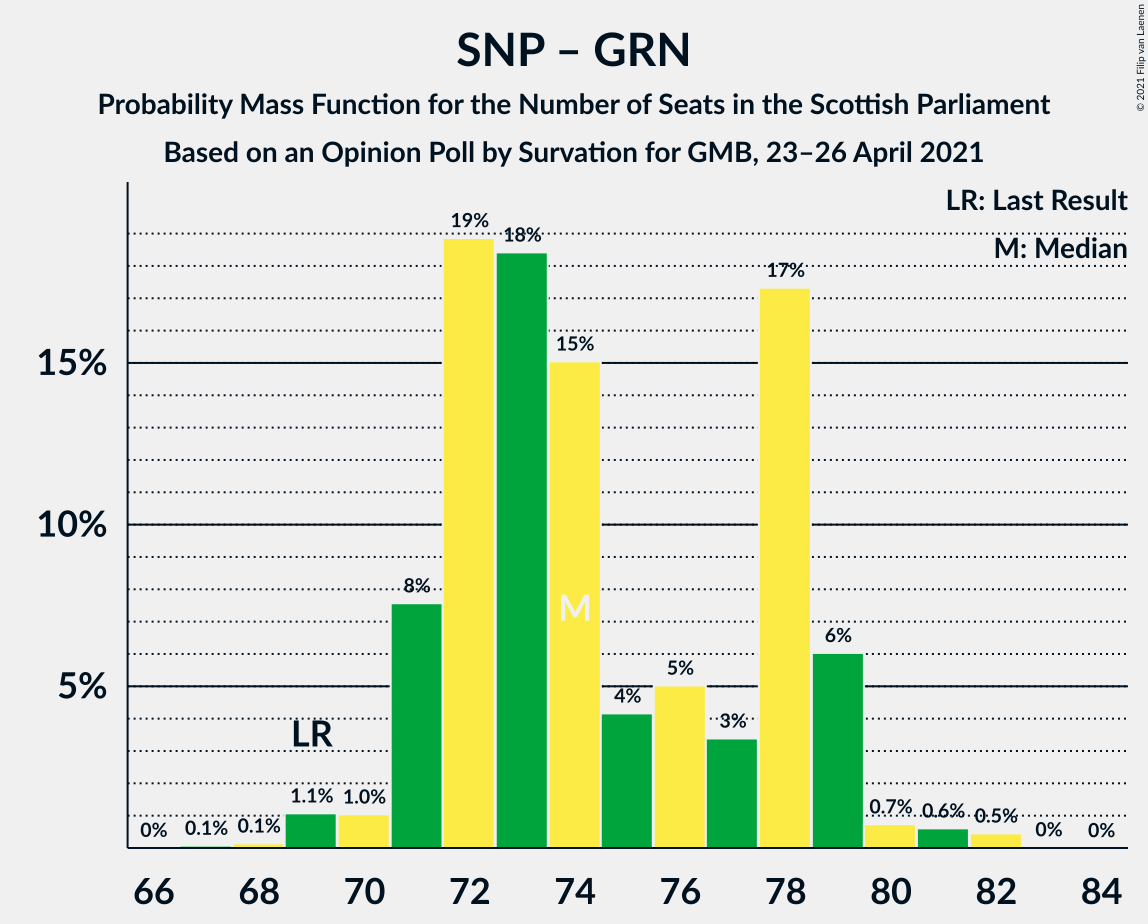 SNP – GRN
Probability Mass Function for the Number of Seats in the Scottish Parliament
Based on an Opinion Poll by Survation for GMB, 23–26 April 2021
© 2021 Filip van Laenen
LR: Last Result
M: Median
15%
10%
5%
0%
0.1%
0.1%
1.1%
1.0%
8%
19%
18%
15%
4%
5%
3%
17%
6%
0.7%
0.6%
0.5%
0%
0%
LR
M
66 68 70 72 74 76 78 80 82 84